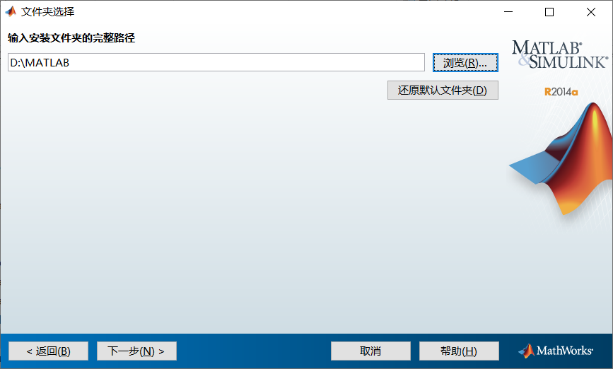 文件夹选择
输入安装文件夹的完整路径
D:\MATLAB
浏览(R)...
还原默认文件夹(D)
MATLAB®
&SIMULINK®
R2014a
< 返回(B)
下一步(N) >
取消
帮助(H)
MathWorks®